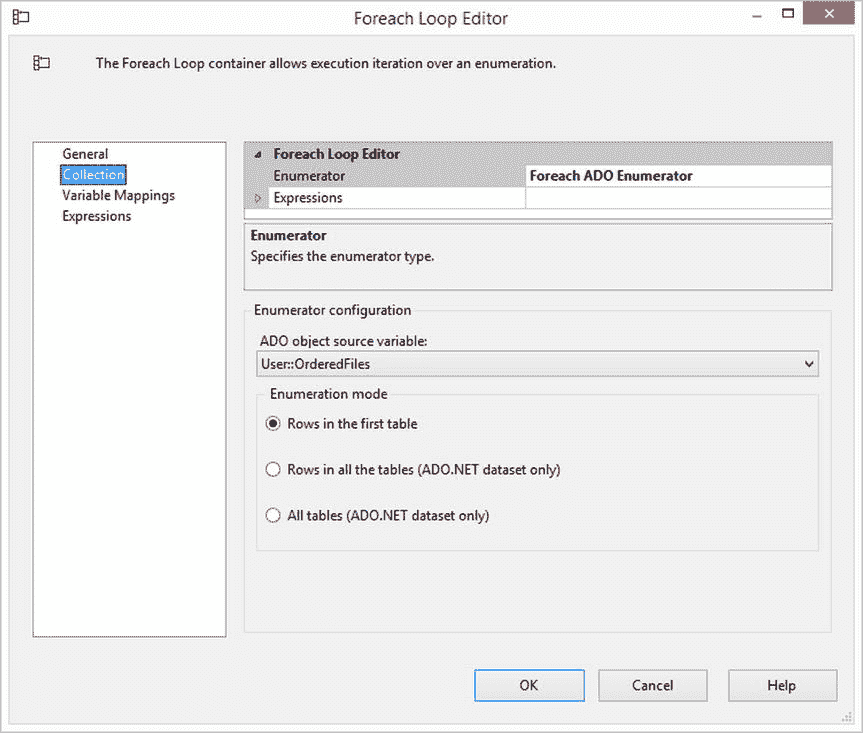 Foreach Loop Editor
The Foreach Loop container allows execution iteration over an enumeration.
General
Collection
Variable Mappings
Expressions
Foreach Loop Editor
Enumerator Foreach ADO Enumerator
Expressions
Enumerator
Specifies the enumerator type.
Enumerator configuration
ADO object source variable:
User::OrderedFiles
Enumeration mode
Rows in the first table
Rows in all the tables (ADO.NET dataset only)
All tables (ADO.NET dataset only)
OK Cancel Help